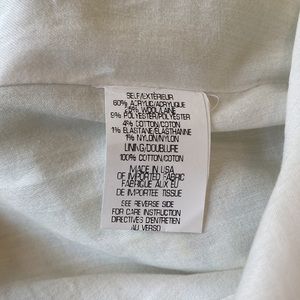 SELF/EXTÉRIEUR
60% ACRYLIC/ACRYLIQUE
25% WOOL/LAINE
9% POLYESTER/POLYESTER
4% COTTON/COTON
1% ELASTANE/ÉLASTHANNE
1% NYLON/NYLON
LINING/DOUBLURE
100% COTTON/COTON
MADE IN USA
OF IMPORTED FABRIC
FABRIQUÉ AUX EU
DE IMPORTÉE TISSUE
SEE REVERSE SIDE
FOR CARE INSTRUCTION
DIRECTIVES D'ENTRETIEN
AU VERSO